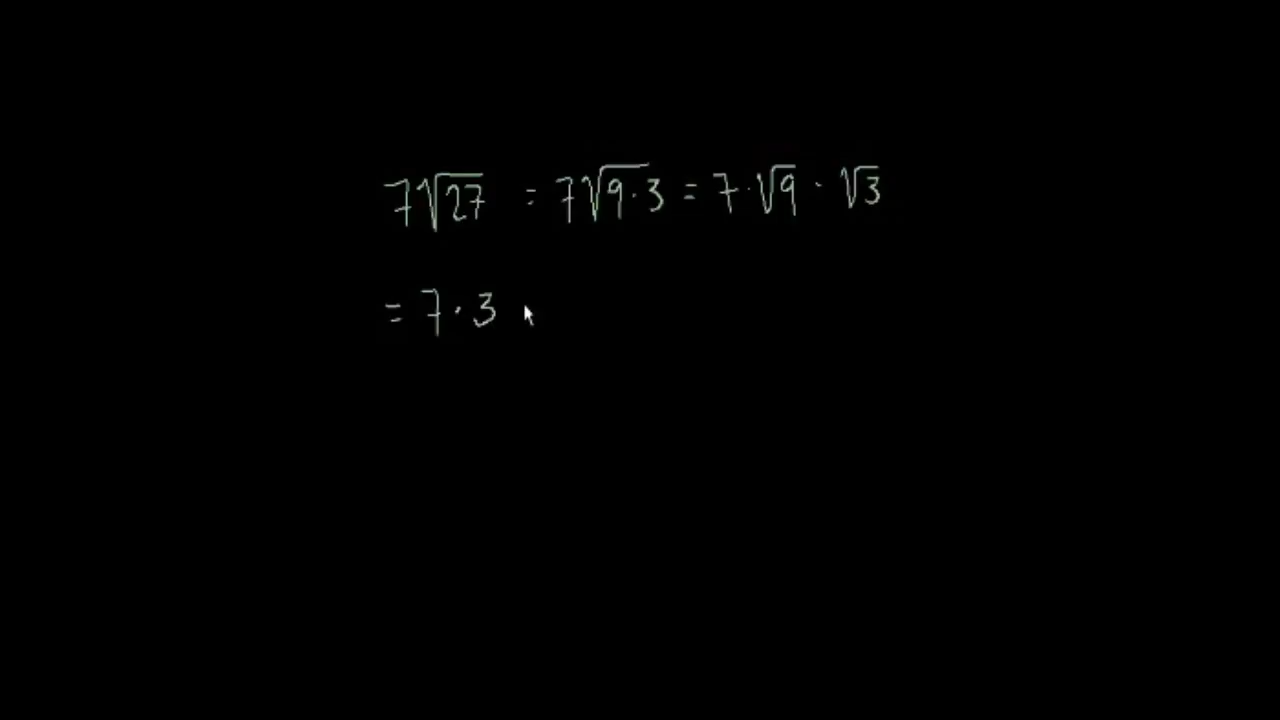 7√27 = 7√9·3 = 7·√9 · √3
= 7·3